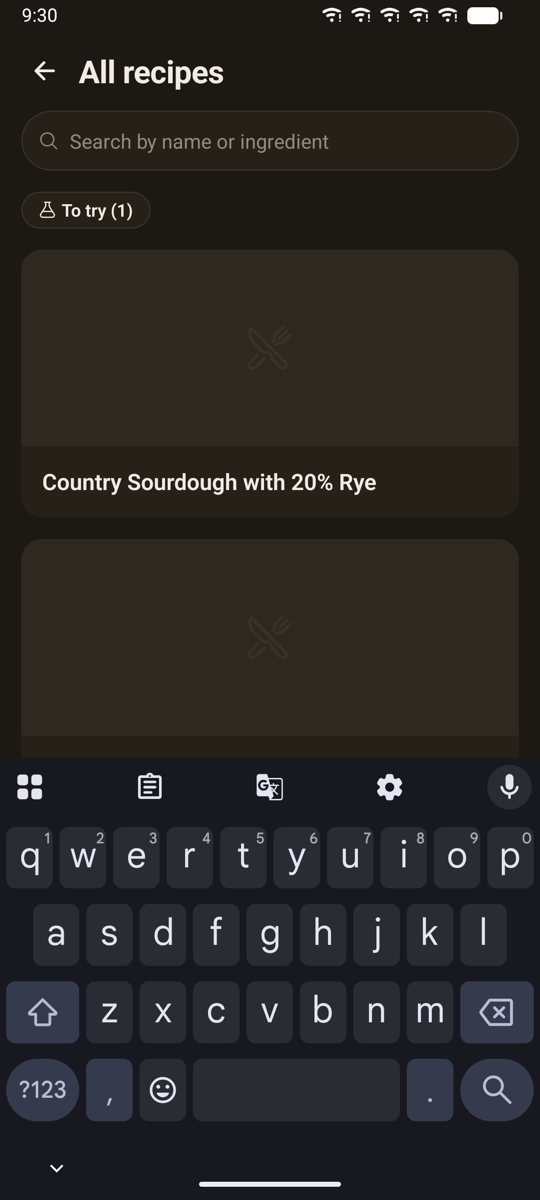 9:30
All recipes
Search by name or ingredient
To try (1)
Country Sourdough with 20% Rye
q1 w2 e3 r4 t5 y6 u7 i8 o9 p0
a s d f g h j k l
z x c v b n m
?123 , .